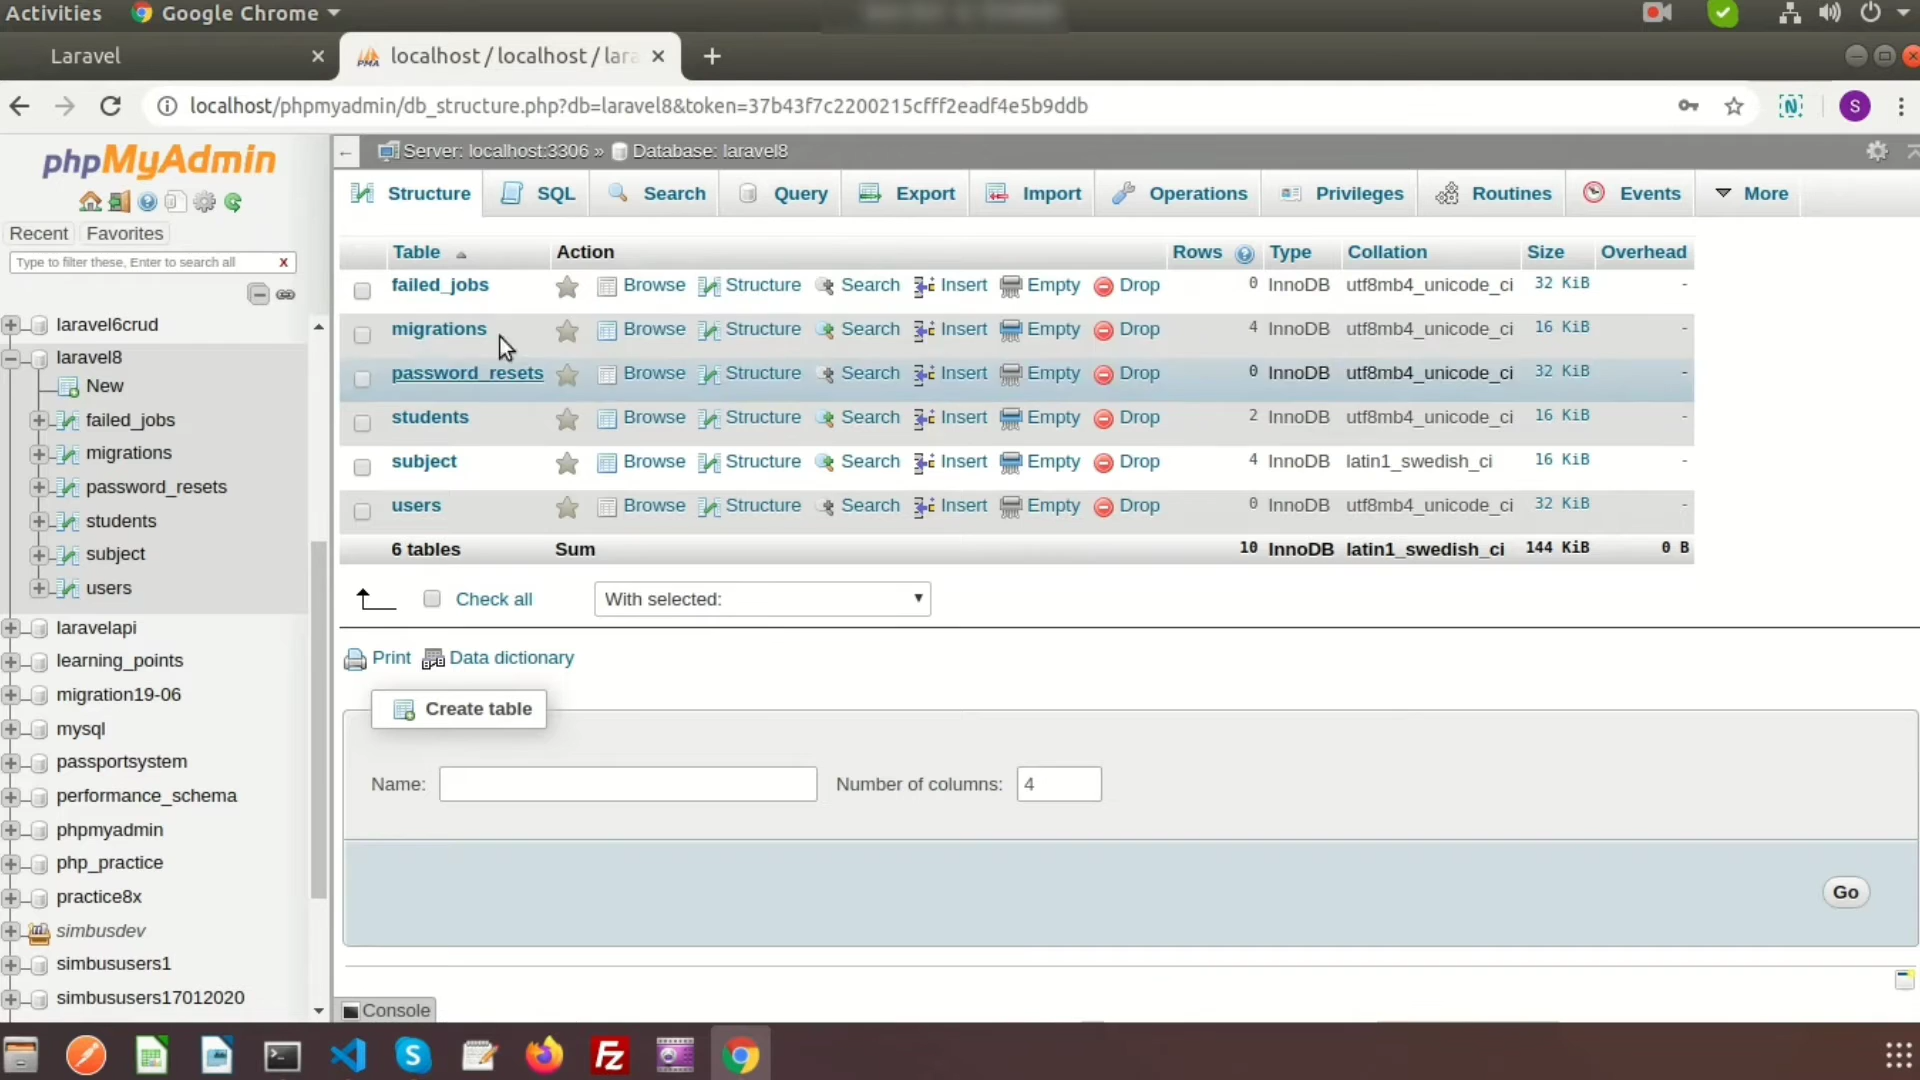 Activities Google Chrome
Laravel
localhost / localhost / lara
localhost/phpmyadmin/db_structure.php?db=laravel8&token=37b43f7c2200215cfff2eadf4e5b9ddb
S
phpMyAdmin
Recent Favorites
Type to filter these, Enter to search all X
laravel6crud
laravel8
New
failed_jobs
migrations
password_resets
students
subject
users
laravelapi
learning_points
migration19-06
mysql
passportsystem
performance_schema
phpmyadmin
php_practice
practice8x
simbusdev
simbususers1
simbususers17012020
Server: localhost:3306 » Database: laravel8
Structure SQL Search Query Export Import Operations Privileges Routines Events More
Table Action Rows Type Collation Size Overhead
failed_jobs Browse Structure Search Insert Empty Drop 0 InnoDB utf8mb4_unicode_ci 32 KiB -
migrations Browse Structure Search Insert Empty Drop 4 InnoDB utf8mb4_unicode_ci 16 KiB -
password_resets Browse Structure Search Insert Empty Drop 0 InnoDB utf8mb4_unicode_ci 32 KiB -
students Browse Structure Search Insert Empty Drop 2 InnoDB utf8mb4_unicode_ci 16 KiB -
subject Browse Structure Search Insert Empty Drop 4 InnoDB latin1_swedish_ci 16 KiB -
users Browse Structure Search Insert Empty Drop 0 InnoDB utf8mb4_unicode_ci 32 KiB -
6 tables Sum 10 InnoDB latin1_swedish_ci 144 KiB 0 B
Check all With selected:
Print Data dictionary
Create table
Name: Number of columns: 4
Go
Console